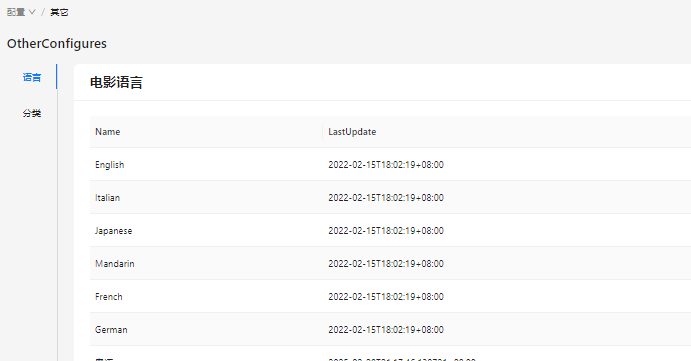 配置 / 其它
OtherConfigures
语言
电影语言
分类
Name LastUpdate
English 2022-02-15T18:02:19+08:00
Italian 2022-02-15T18:02:19+08:00
Japanese 2022-02-15T18:02:19+08:00
Mandarin 2022-02-15T18:02:19+08:00
French 2022-02-15T18:02:19+08:00
German 2022-02-15T18:02:19+08:00